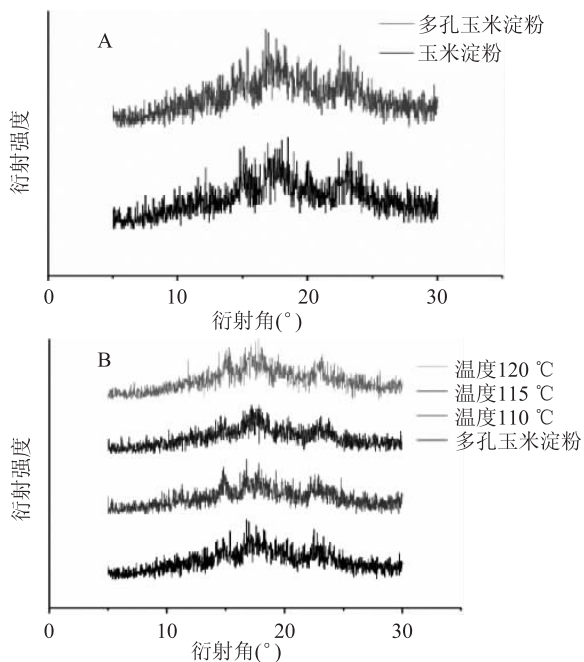 A
多孔玉米淀粉
玉米淀粉
衍射强度
0
10
20
30
衍射角(°)
B
温度120 ℃
温度115 ℃
温度110 ℃
多孔玉米淀粉
衍射强度
0
10
20
30
衍射角(°)